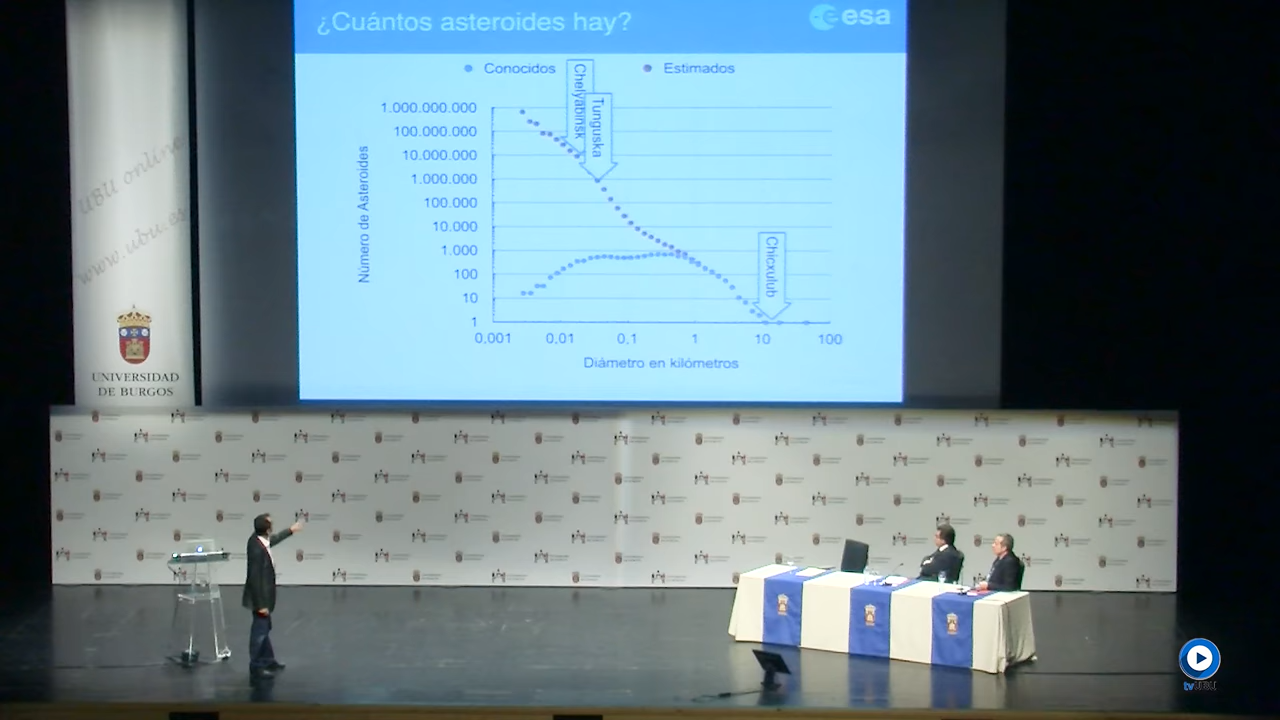 ¿Cuántos asteroides hay?
esa
Conocidos
Estimados
Chelyabinsk
Tunguska
Chicxulub
Número de Asteroides
1.000.000.000
100.000.000
10.000.000
1.000.000
100.000
10.000
1.000
100
10
1
0,001
0,01
0,1
1
10
100
Diámetro en kilómetros
UBU online
www.ubu.es
UNIVERSIDAD
DE BURGOS
tvUBU